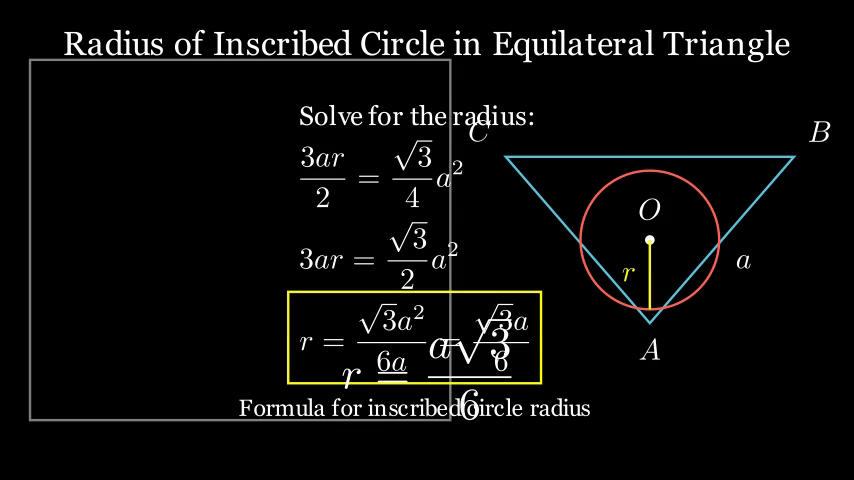 Radius of Inscribed Circle in Equilateral Triangle
Solve for the radius:
\frac{3ar}{2} = \frac{\sqrt{3}}{4}a^2
3ar = \frac{\sqrt{3}}{2}a^2
r = \frac{\sqrt{3}a^2}{6a} = \frac{\sqrt{3}a}{6}
r = \frac{a\sqrt{3}}{6}
Formula for inscribed circle radius
C
B
O
a
r
A